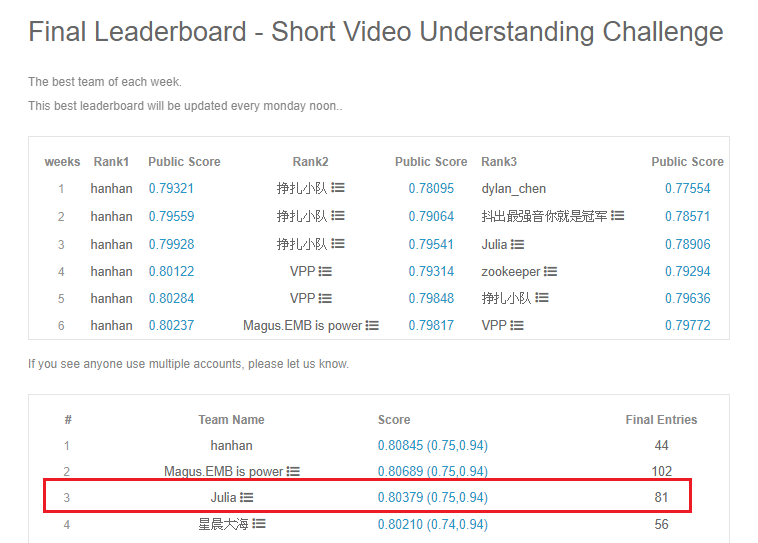 Final Leaderboard - Short Video Understanding Challenge
The best team of each week.
This best leaderboard will be updated every monday noon..
weeks Rank1 Public Score Rank2 Public Score Rank3 Public Score
1 hanhan 0.79321 挣扎小队 0.78095 dylan_chen 0.77554
2 hanhan 0.79559 挣扎小队 0.79064 抖出最强音你就是冠军 0.78571
3 hanhan 0.79928 挣扎小队 0.79541 Julia 0.78906
4 hanhan 0.80122 VPP 0.79314 zookeeper 0.79294
5 hanhan 0.80284 VPP 0.79848 挣扎小队 0.79636
6 hanhan 0.80237 Magus.EMB is power 0.79817 VPP 0.79772
If you see anyone use multiple accounts, please let us know.
# Team Name Score Final Entries
1 hanhan 0.80845 (0.75,0.94) 44
2 Magus.EMB is power 0.80689 (0.75,0.94) 102
3 Julia 0.80379 (0.75,0.94) 81
4 星晨大海 0.80210 (0.74,0.94) 56